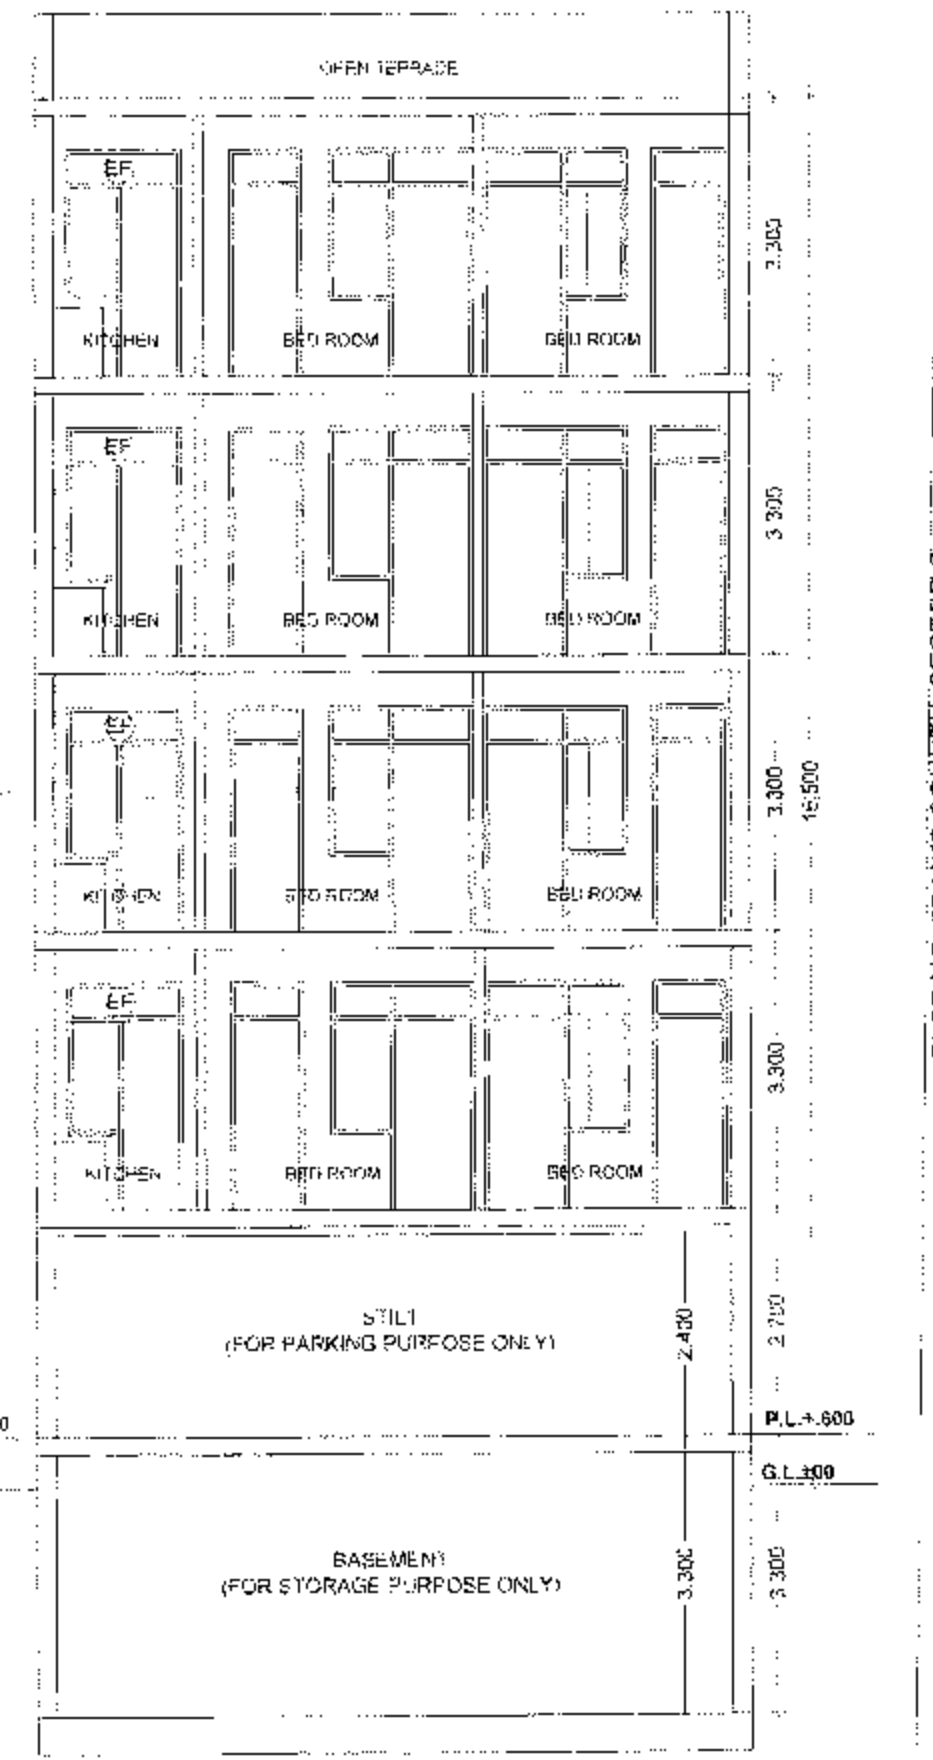 OPEN TERRACE
EF
3.300
KITCHEN
BED ROOM
BED ROOM
EF
3.300
KITCHEN
BED ROOM
BED ROOM
3.300
KITCHEN
BED ROOM
BED ROOM
EF
3.300
KITCHEN
BED ROOM
BED ROOM
STILT
(FOR PARKING PURPOSE ONLY)
2.400
2.700
P.L.+.600
G.L.±00
BASEMENT
(FOR STORAGE PURPOSE ONLY)
3.300
3.300